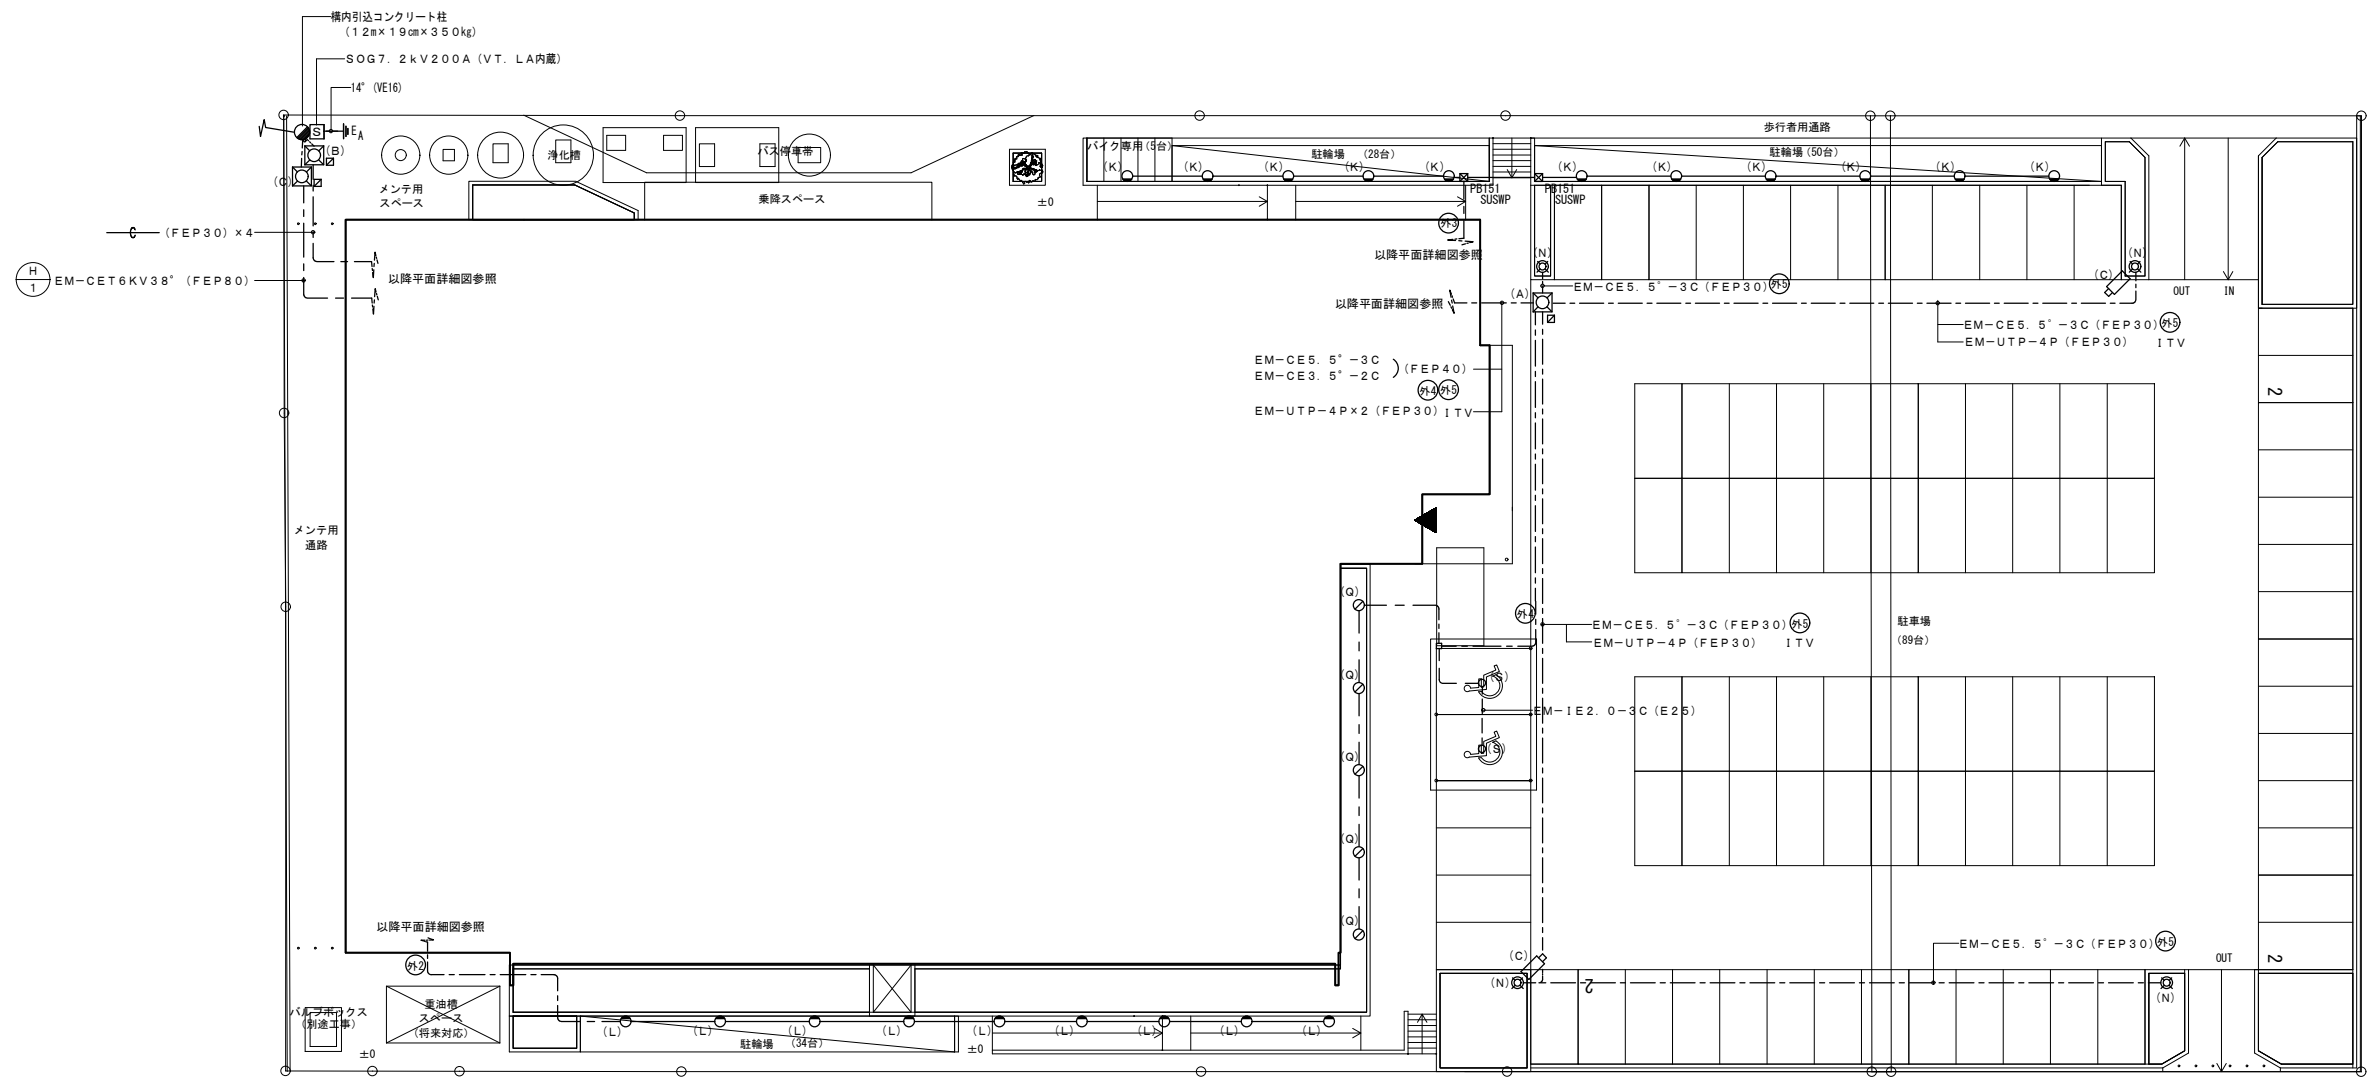 構内引込コンクリート柱
(12m×19cm×350kg)
SOG7.2kV200A(VT.LA内蔵)
14°(VE16)
S
EA
(B)
(C)
浄化槽
バス停車帯
メンテ用
スペース
乗降スペース
±0
バイク専用(5台)
駐輪場 (28台)
歩行者用通路
駐輪場(50台)
(K)
(K)
(K)
(K)
(K)
(K)
(K)
(K)
(K)
(K)
(K)
PB151
SUSWP
PB151
SUSWP
(FEP30)×4
以降平面詳細図参照
H
1
EM-CET6KV38°(FEP80)
外3
以降平面詳細図参照
(N)
(N)
(C)
OUT
IN
EM-CE5.5°-3C(FEP30)
外5
以降平面詳細図参照
(A)
EM-CE5.5°-3C(FEP30)
外5
EM-UTP-4P(FEP30) ITV
EM-CE5.5°-3C
EM-CE3.5°-2C
(FEP40)
外4
外5
EM-UTP-4P×2(FEP30)ITV
2
メンテ用
通路
(Q)
(Q)
(Q)
(Q)
(Q)
外4
EM-CE5.5°-3C(FEP30)
外5
EM-UTP-4P(FEP30) ITV
駐車場
(89台)
(S)
EM-IE2.0-3C(E25)
(S)
以降平面詳細図参照
外2
EM-CE5.5°-3C(FEP30)
外5
OUT
2
(C)
(N)
2
(N)
バルブボックス
(別途工事)
重油槽
スペース
(将来対応)
±0
(L)
(L)
(L)
(L)
(L)
(L)
(L)
(L)
(L)
駐輪場 (34台)
±0